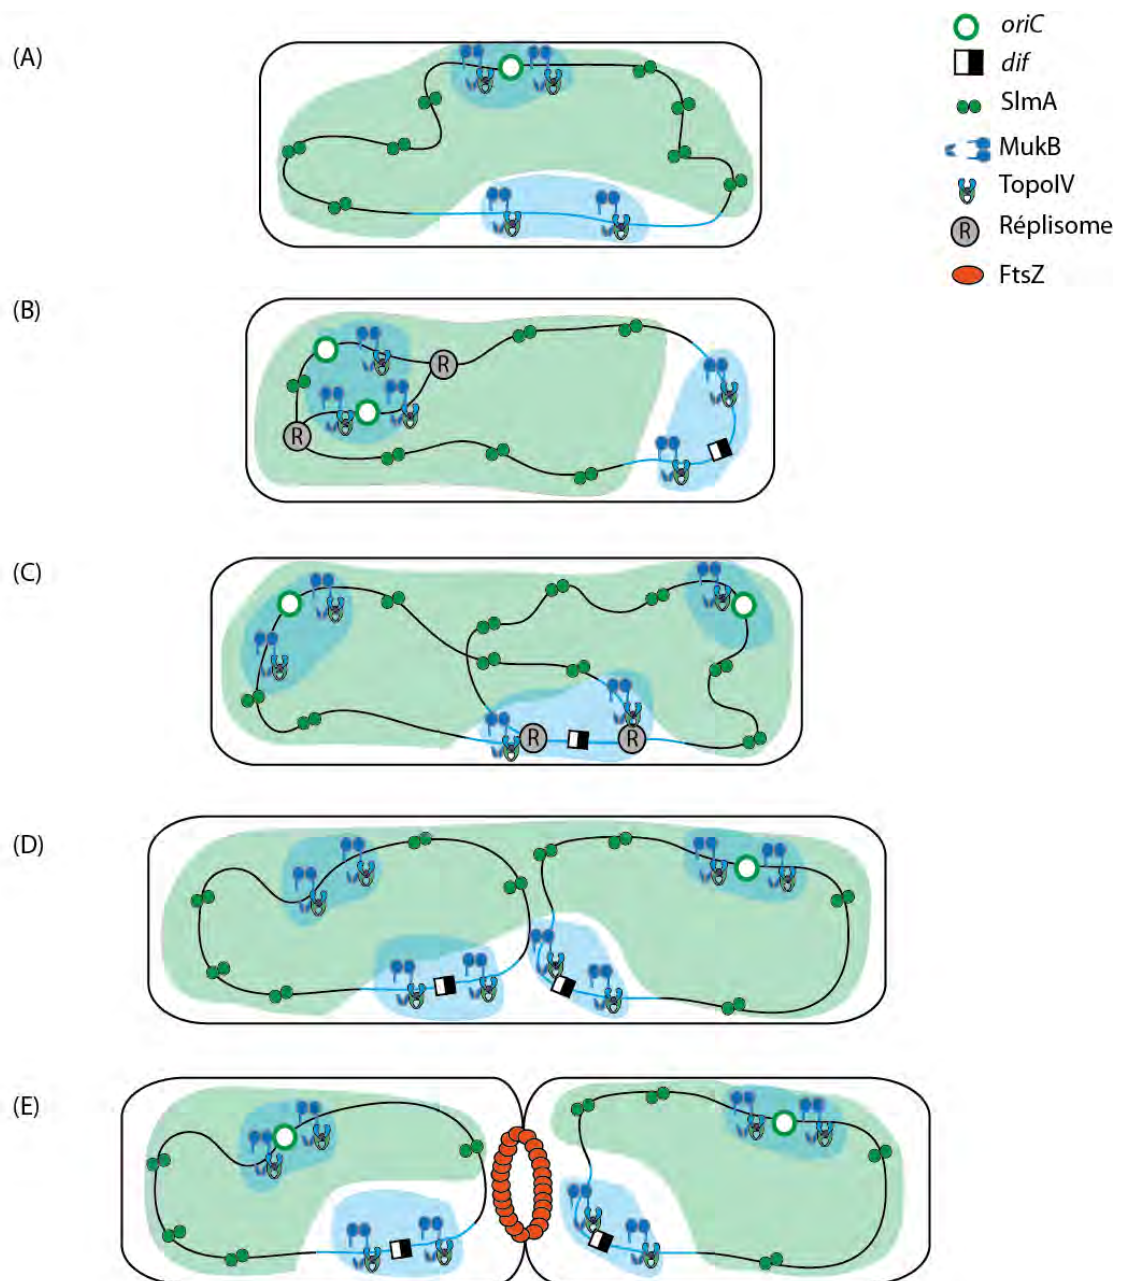 (A)
oriC
dif
SlmA
MukB
TopoIV
Réplisome
R
FtsZ
(B)
R
R
(C)
R
R
(D)
(E)